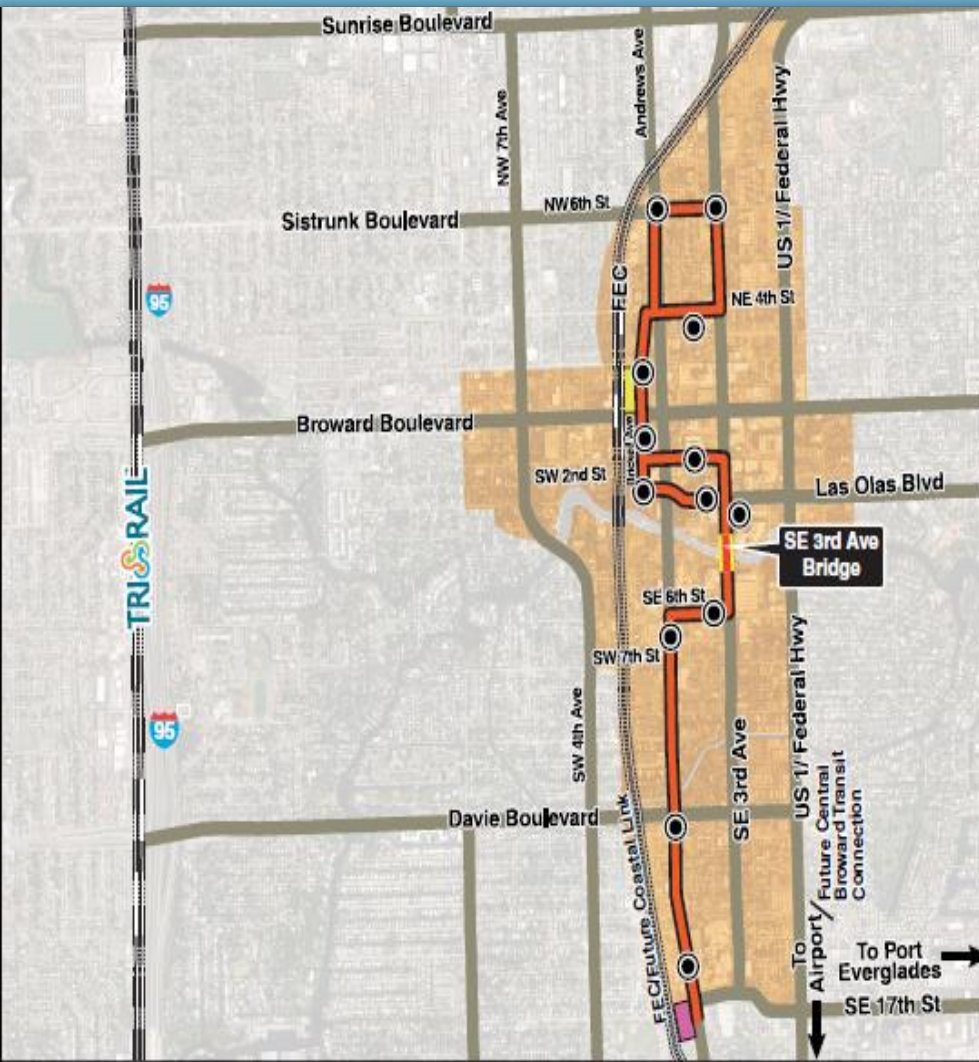 Sunrise Boulevard
Andrews Ave
NW 7th Ave
US 1/ Federal Hwy
NW 6th St
Sistrunk Boulevard
FEC
95
NE 4th St
Broward Boulevard
SW 2nd St
Las Olas Blvd
TRI RAIL
SE 3rd Ave
Bridge
SE 6th St
SW 7th St
US 1/ Federal Hwy
95
SW 4th Ave
SE 3rd Ave
Davie Boulevard
FEC/Future Coastal Link
To
Airport/
Future Central
Broward Transit
Connection
To Port
Everglades
SE 17th St